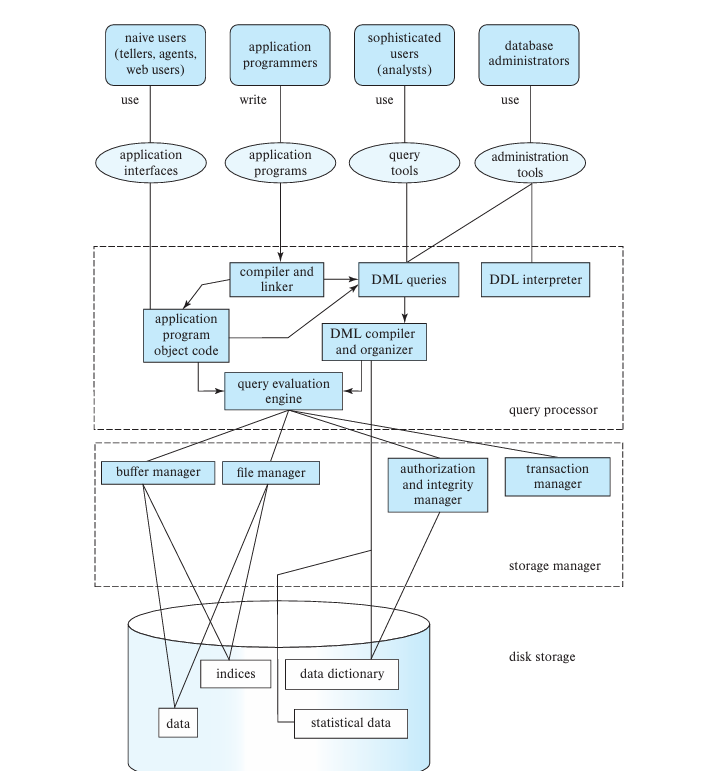 naive users
(tellers, agents,
web users)
application
programmers
sophisticated
users
(analysts)
database
administrators
use
write
use
use
application
interfaces
application
programs
query
tools
administration
tools
compiler and
linker
DML queries
DDL interpreter
application
program
object code
DML compiler
and organizer
query evaluation
engine
query processor
buffer manager
file manager
authorization
and integrity
manager
transaction
manager
storage manager
disk storage
indices
data dictionary
data
statistical data